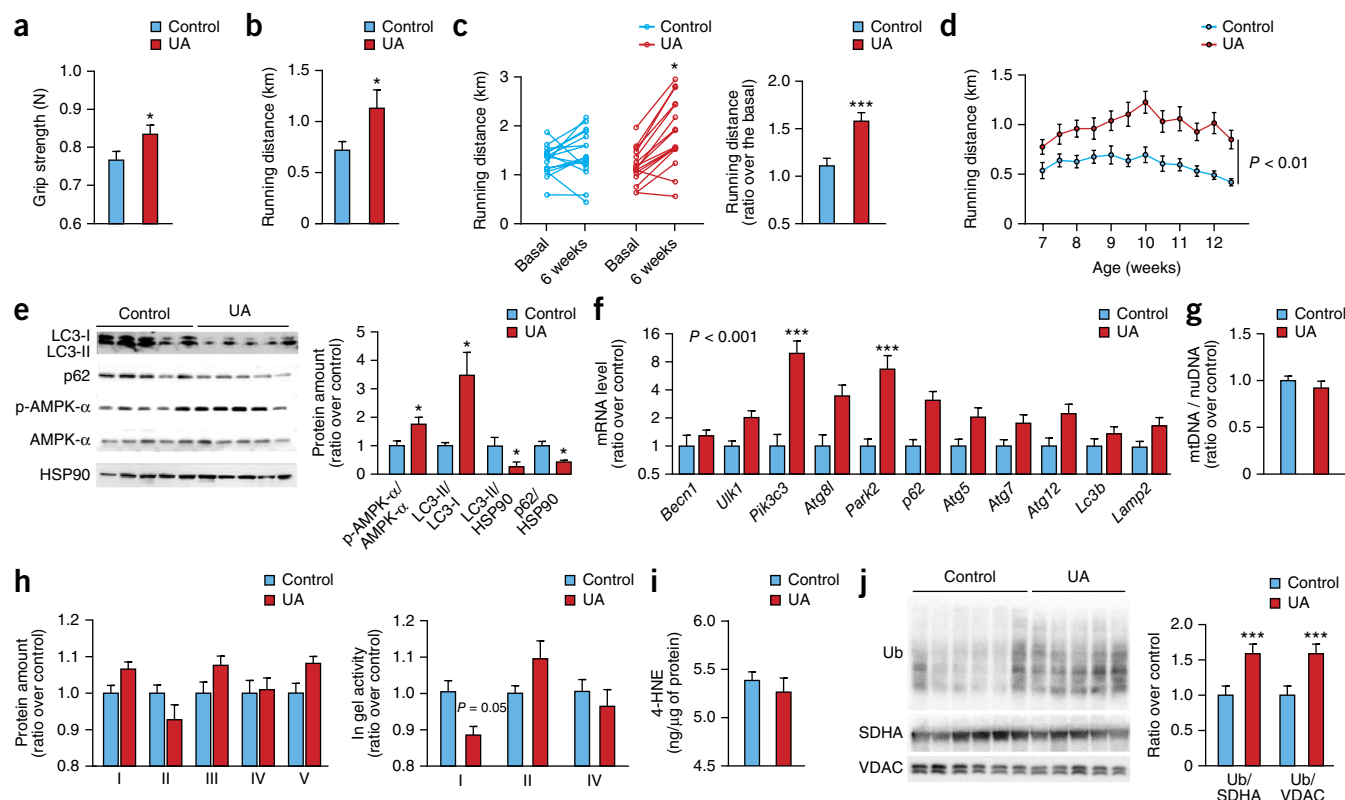 a
Control
UA
Grip strength (N)
1.0
0.9
0.8
0.7
0.6
*
b
Control
UA
Running distance (km)
1.5
1.0
0.5
0
*
c
Control
UA
Running distance (km)
3
2
1
0
*
Basal
6 weeks
Basal
6 weeks
Control
UA
Running distance
(ratio over the basal)
2.0
1.5
1.0
0.5
***
d
Control
UA
Running distance (km)
1.5
1.0
0.5
0
P < 0.01
7 8 9 10 11 12
Age (weeks)
e
Control UA
LC3-I
LC3-II
p62
p-AMPK-α
AMPK-α
HSP90
Control
UA
Protein amount
(ratio over control)
5
4
3
2
1
0
* * * *
p-AMPK-α/
AMPK-α
LC3-II/
LC3-I
LC3-II/
HSP90
p62/
HSP90
f
Control
UA
P < 0.001
mRNA level
(ratio over control)
16
8
4
2
1
0.5
*** ***
Becn1 Ulk1 Pik3c3 Atg8l Park2 p62 Atg5 Atg7 Atg12 Lc3b Lamp2
g
Control
UA
mtDNA / nuDNA
(ratio over control)
1.5
1.0
0.5
0
h
Control
UA
Protein amount
(ratio over control)
1.2
1.1
1.0
0.9
0.8
I II III IV V
Control
UA
In gel activity
(ratio over control)
1.2
1.1
1.0
0.9
0.8
P = 0.05
I II IV
i
Control
UA
4-HNE
(ng/μg of protein)
6.0
5.5
5.0
4.5
j
Control UA
Ub
SDHA
VDAC
Control
UA
Ratio over control
2.0
1.5
1.0
0.5
0
*** ***
Ub/
SDHA
Ub/
VDAC